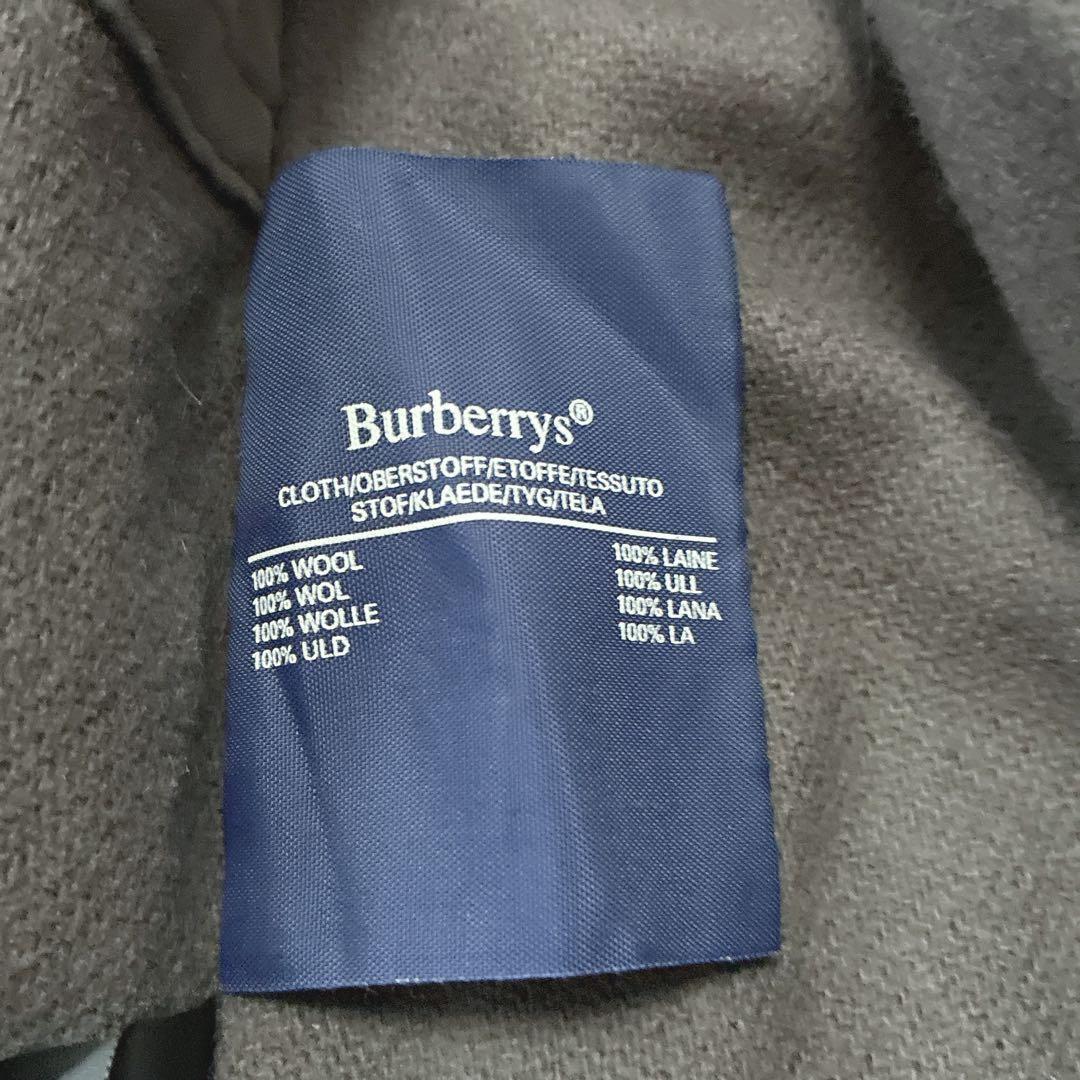 Burberrys®
CLOTH/OBERSTOFF/ETOFFE/TESSUTO
STOF/KLAEDE/TYG/TELA
100% WOOL
100% WOL
100% WOLLE
100% ULD
100% LAINE
100% ULL
100% LANA
100% LA